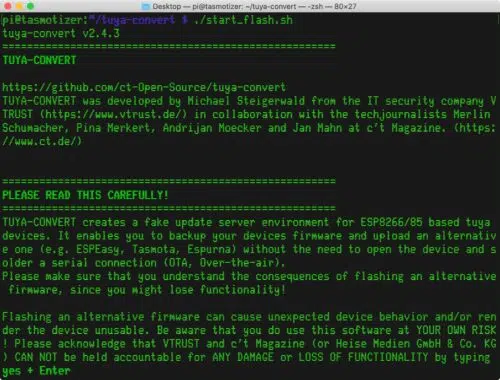 Desktop — pi@tasmotizer: ~/tuya-convert — -zsh — 80×27
pi@tasmotizer:~/tuya-convert $ ./start_flash.sh
tuya-convert v2.4.3
======================================================
TUYA-CONVERT

https://github.com/ct-Open-Source/tuya-convert
TUYA-CONVERT was developed by Michael Steigerwald from the IT security company V
TRUST (https://www.vtrust.de/) in collaboration with the techjournalists Merlin
Schumacher, Pina Merkert, Andrijan Moecker and Jan Mahn at c't Magazine. (https:
//www.ct.de/)


======================================================
PLEASE READ THIS CAREFULLY!
======================================================
TUYA-CONVERT creates a fake update server environment for ESP8266/85 based tuya
devices. It enables you to backup your devices firmware and upload an alternativ
e one (e.g. ESPEasy, Tasmota, Espurna) without the need to open the device and s
older a serial connection (OTA, Over-the-air).
Please make sure that you understand the consequences of flashing an alternative
 firmware, since you might lose functionality!

Flashing an alternative firmware can cause unexpected device behavior and/or ren
der the device unusable. Be aware that you do use this software at YOUR OWN RISK
! Please acknowledge that VTRUST and c't Magazine (or Heise Medien GmbH & Co. KG
) CAN NOT be held accountable for ANY DAMAGE or LOSS OF FUNCTIONALITY by typing
yes + Enter